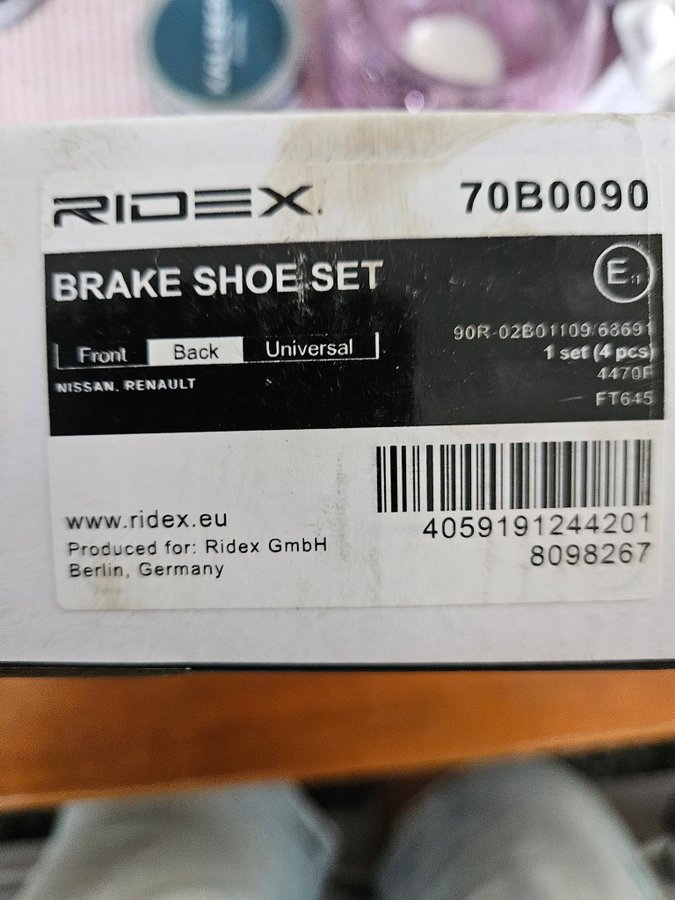 RIDEX
70B0090
BRAKE SHOE SET
E
Front Back Universal
NISSAN, RENAULT
90R-02B01109/68691
1 set (4 pcs)
4470F
FT645
www.ridex.eu
Produced for: Ridex GmbH
Berlin, Germany
4059191244201
8098267